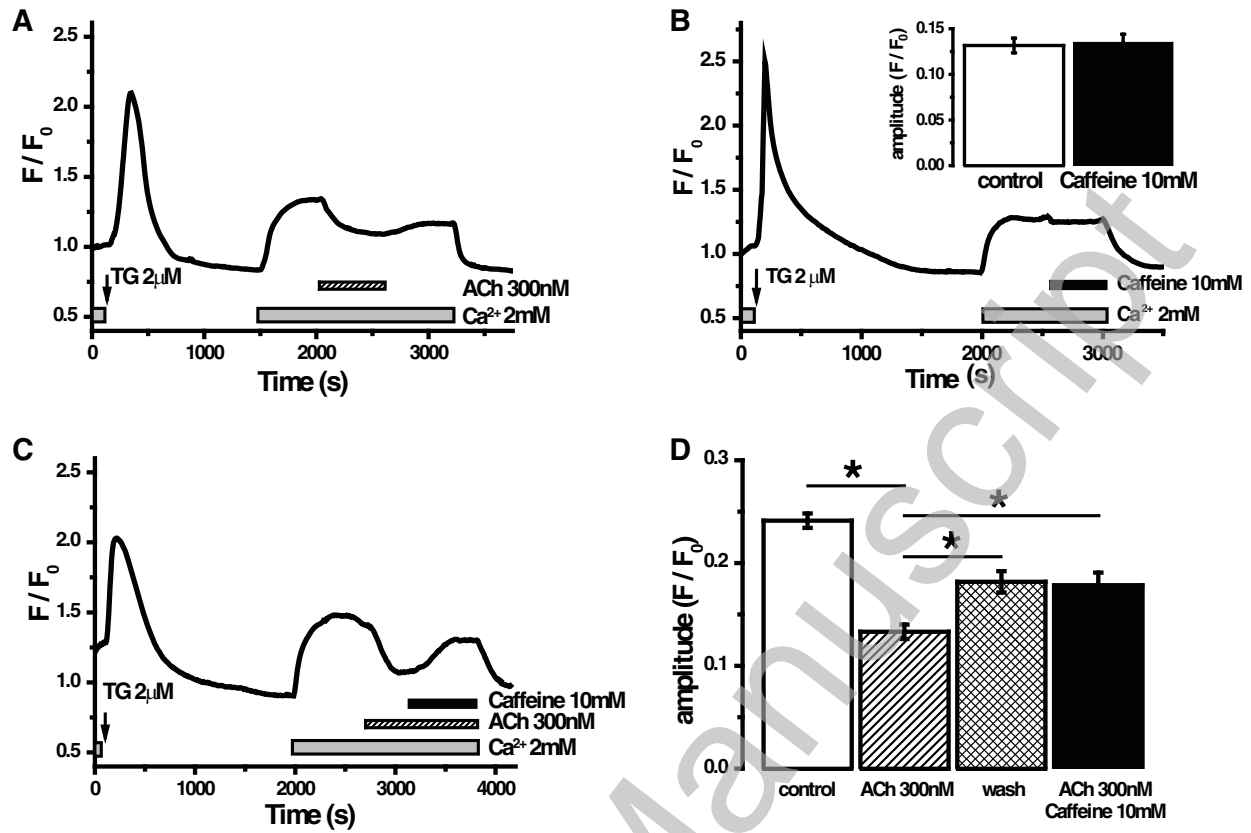 A
2.5
2.0
1.5
1.0
0.5
F / F0
TG 2μM
ACh 300nM
Ca2+ 2mM
0 1000 2000 3000
Time (s)
B
2.5
2.0
1.5
1.0
0.5
F / F0
0.15
0.10
0.05
0.00
amplitude (F / F0)
control Caffeine 10mM
TG 2 μM
Caffeine 10mM
Ca2+ 2mM
0 1000 2000 3000
Time (s)
C
2.5
2.0
1.5
1.0
0.5
F / F0
TG 2μM
Caffeine 10mM
ACh 300nM
Ca2+ 2mM
0 1000 2000 3000 4000
Time (s)
D
0.3
0.2
0.1
0.0
amplitude (F / F0)
* * *
control ACh 300nM wash ACh 300nM
Caffeine 10mM
Manuscript